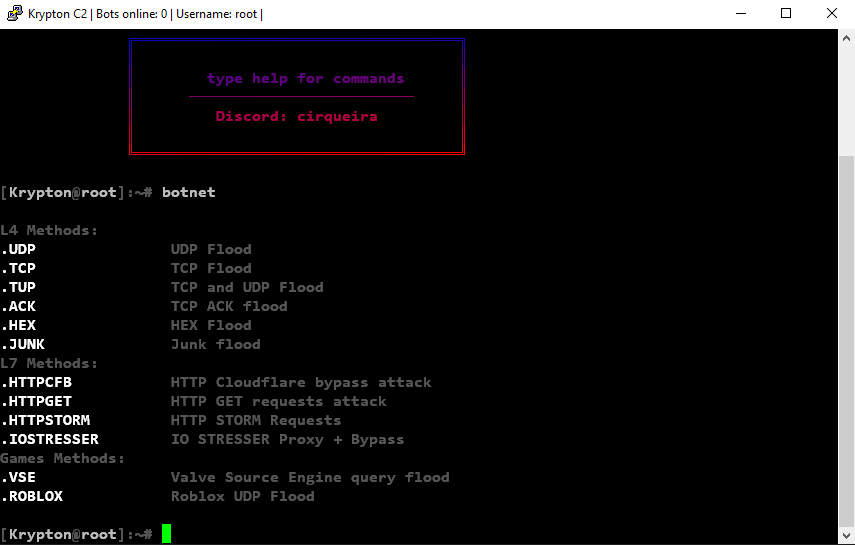 Krypton C2 | Bots online: 0 | Username: root |
type help for commands
Discord: cirqueira
[Krypton@root]:~# botnet
L4 Methods:
.UDP UDP Flood
.TCP TCP Flood
.TUP TCP and UDP Flood
.ACK TCP ACK flood
.HEX HEX Flood
.JUNK Junk flood
L7 Methods:
.HTTPCFB HTTP Cloudflare bypass attack
.HTTPGET HTTP GET requests attack
.HTTPSTORM HTTP STORM Requests
.IOSTRESSER IO STRESSER Proxy + Bypass
Games Methods:
.VSE Valve Source Engine query flood
.ROBLOX Roblox UDP Flood
[Krypton@root]:~#